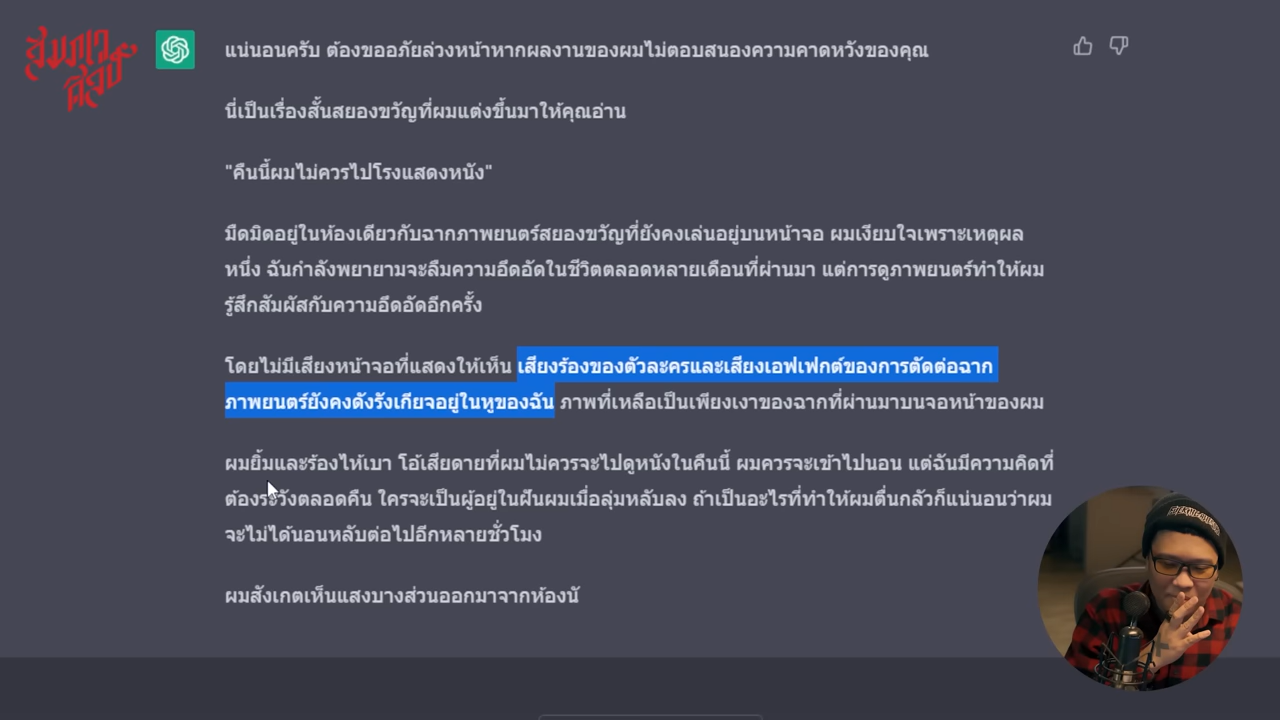 แน่นอนครับ ต้องขออภัยล่วงหน้าหากผลงานของผมไม่ตอบสนองความคาดหวังของคุณ
นี่เป็นเรื่องสั้นสยองขวัญที่ผมแต่งขึ้นมาให้คุณอ่าน
"คืนนี้ผมไม่ควรไปโรงแสดงหนัง"
มืดมิดอยู่ในห้องเดียวกับฉากภาพยนตร์สยองขวัญที่ยังคงเล่นอยู่บนหน้าจอ ผมเงียบใจเพราะเหตุผล
หนึ่ง ฉันกำลังพยายามจะลืมความอึดอัดในชีวิตตลอดหลายเดือนที่ผ่านมา แต่การดูภาพยนตร์ทำให้ผม
รู้สึกสัมผัสกับความอึดอัดอีกครั้ง
โดยไม่มีเสียงหน้าจอที่แสดงให้เห็น เสียงร้องของตัวละครและเสียงเอฟเฟกต์ของการตัดต่อฉาก
ภาพยนตร์ยังคงดังรังเกียจอยู่ในหูของฉัน ภาพที่เหลือเป็นเพียงเงาของฉากที่ผ่านมาบนจอหน้าของผม
ผมยิ้มและร้องไห้เบา โอ้เสียดายที่ผมไม่ควรจะไปดูหนังในคืนนี้ ผมควรจะเข้าไปนอน แต่ฉันมีความคิดที่
ต้องระวังตลอดคืน ใครจะเป็นผู้อยู่ในฝันผมเมื่อลุ่มหลับลง ถ้าเป็นอะไรที่ทำให้ผมตื่นกลัวก็แน่นอนว่าผม
จะไม่ได้นอนหลับต่อไปอีกหลายชั่วโมง
ผมสังเกตเห็นแสงบางส่วนออกมาจากห้องนั